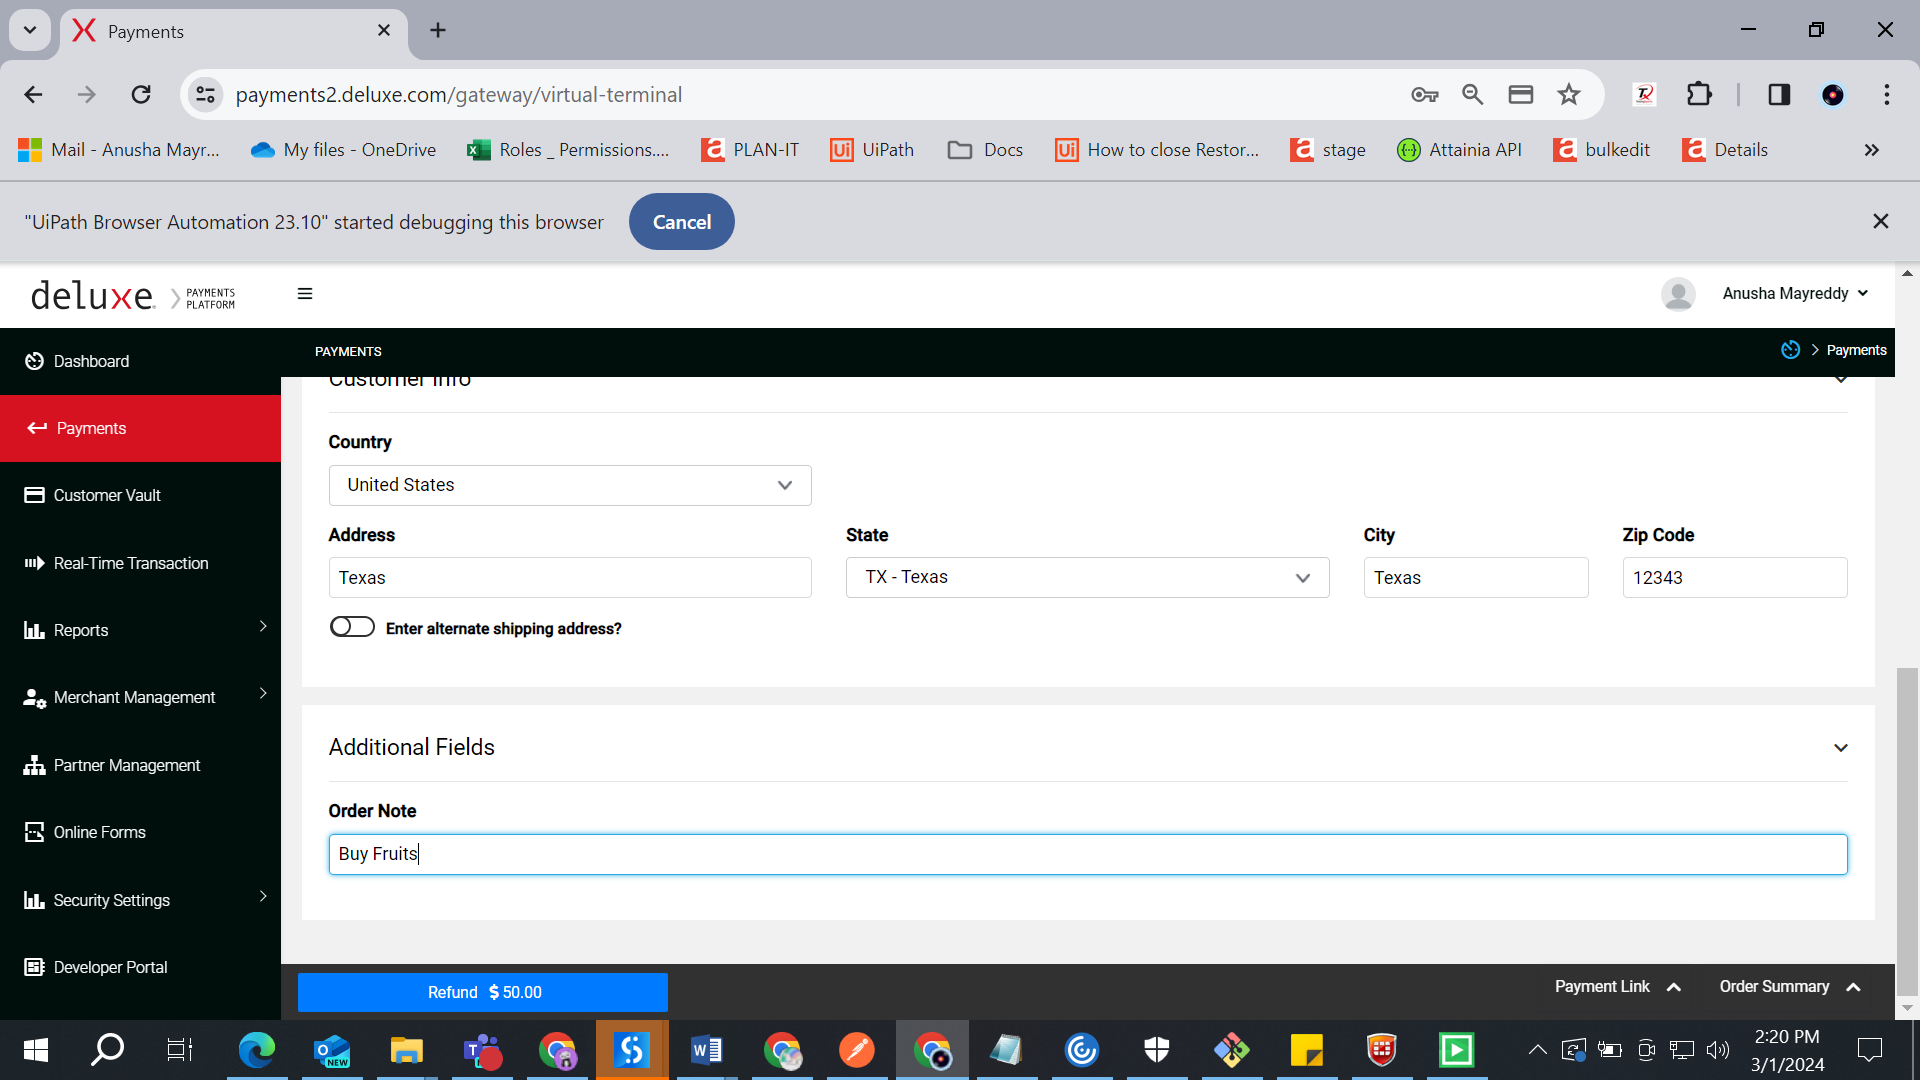 Payments
payments2.deluxe.com/gateway/virtual-terminal
Mail - Anusha Mayr...
My files - OneDrive
Roles _ Permissions....
PLAN-IT
UiPath
Docs
How to close Restor...
stage
Attainia API
bulkedit
Details
"UiPath Browser Automation 23.10" started debugging this browser
Cancel
deluxe.
PAYMENTS
PLATFORM
Anusha Mayreddy
Dashboard
PAYMENTS
Payments
Customer Info
Payments
Country
United States
Customer Vault
Address
State
City
Zip Code
Real-Time Transaction
Texas
TX - Texas
Texas
12343
Reports
Enter alternate shipping address?
Merchant Management
Additional Fields
Partner Management
Order Note
Online Forms
Buy Fruits
Security Settings
Developer Portal
Refund $ 50.00
Payment Link
Order Summary
2:20 PM
3/1/2024